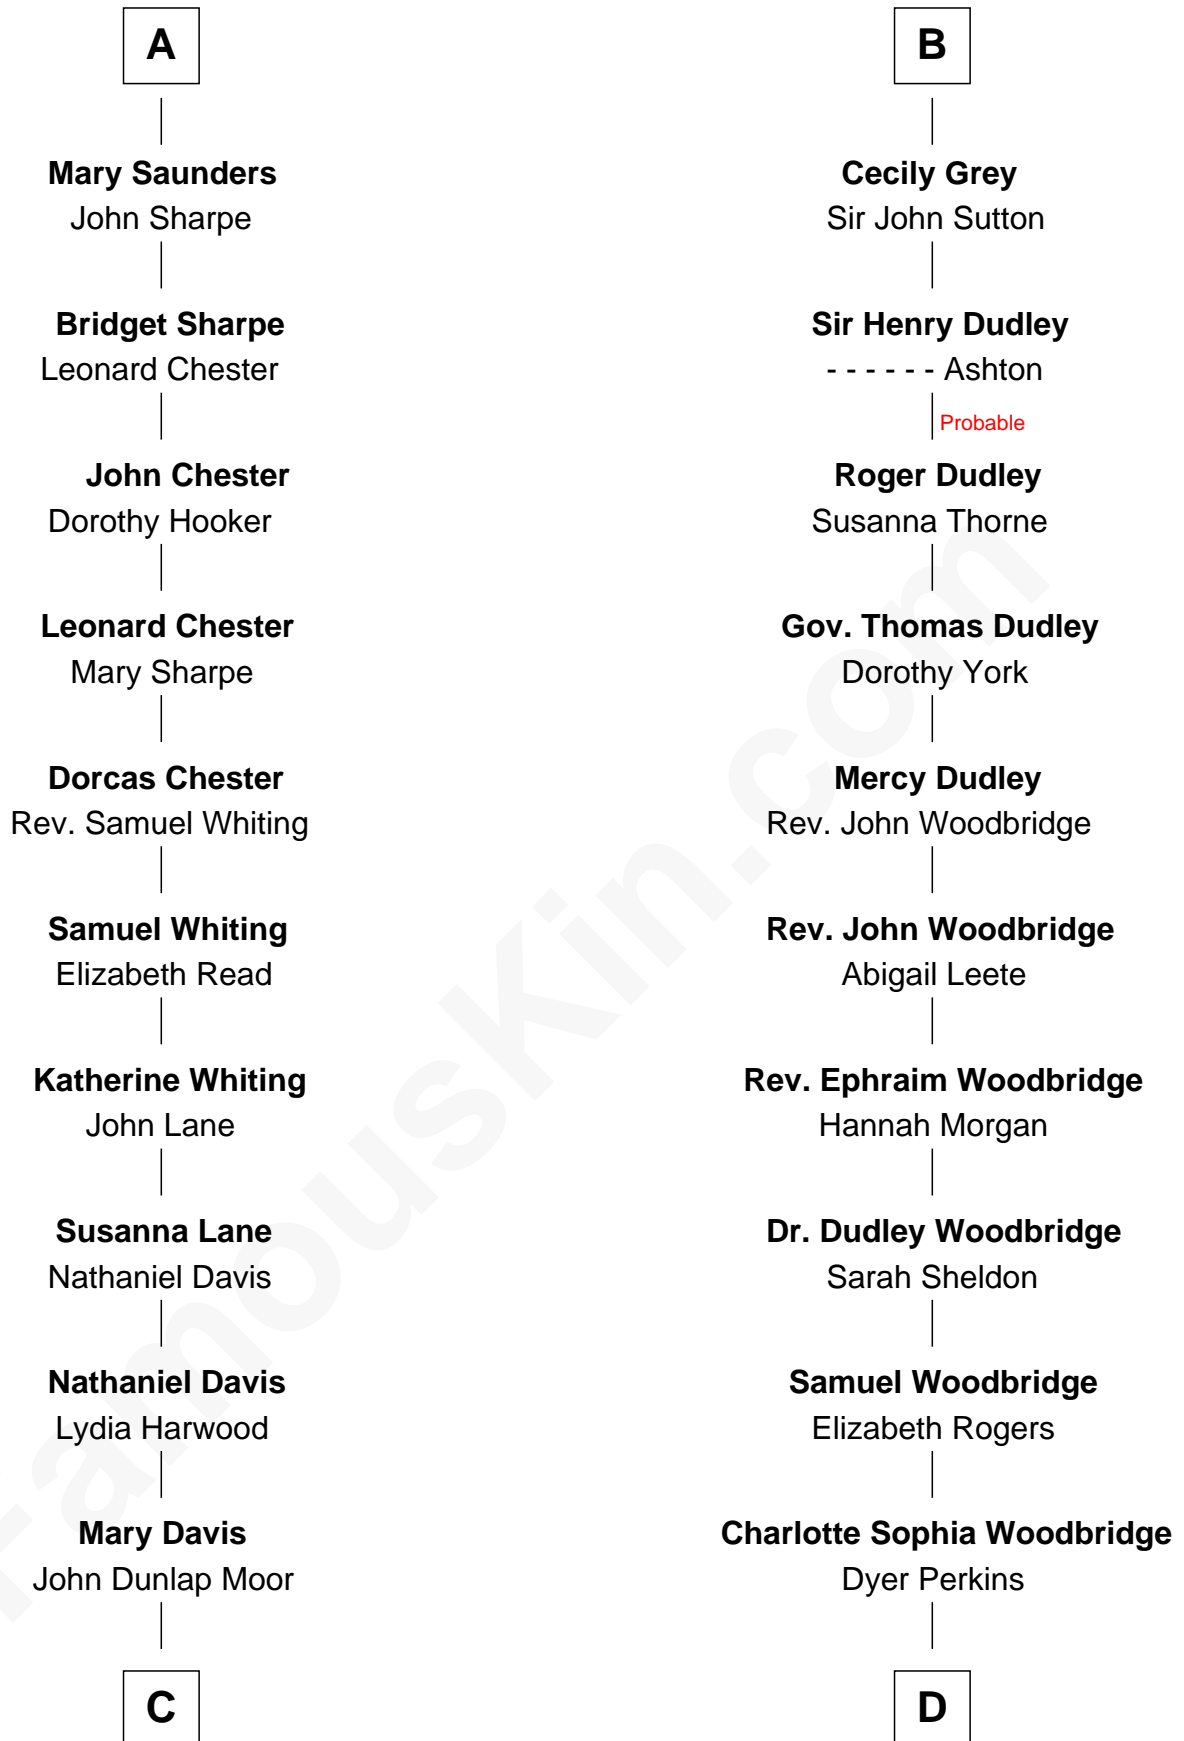 A
Mary Saunders
John Sharpe
Bridget Sharpe
Leonard Chester
John Chester
Dorothy Hooker
Leonard Chester
Mary Sharpe
Dorcas Chester
Rev. Samuel Whiting
Samuel Whiting
Elizabeth Read
Katherine Whiting
John Lane
Susanna Lane
Nathaniel Davis
Nathaniel Davis
Lydia Harwood
Mary Davis
John Dunlap Moor
C
B
Cecily Grey
Sir John Sutton
Sir Henry Dudley
- - - - - - Ashton
Probable
Roger Dudley
Susanna Thorne
Gov. Thomas Dudley
Dorothy York
Mercy Dudley
Rev. John Woodbridge
Rev. John Woodbridge
Abigail Leete
Rev. Ephraim Woodbridge
Hannah Morgan
Dr. Dudley Woodbridge
Sarah Sheldon
Samuel Woodbridge
Elizabeth Rogers
Charlotte Sophia Woodbridge
Dyer Perkins
D
FamousKin.com